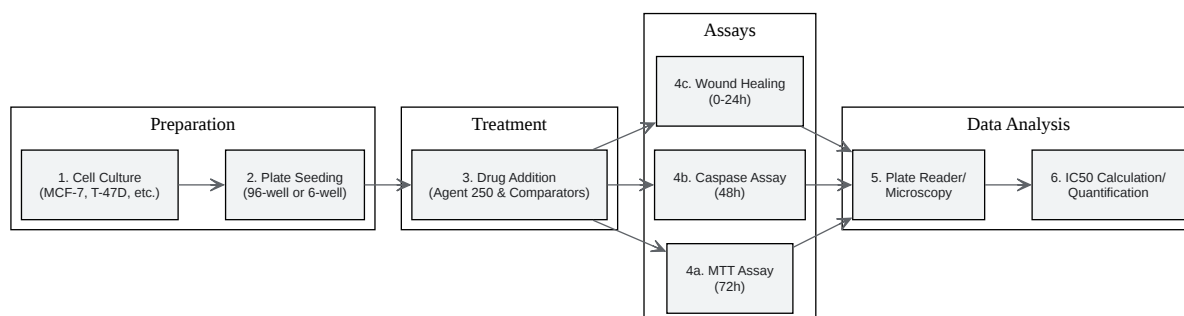 Preparation
1. Cell Culture
(MCF-7, T-47D, etc.)
2. Plate Seeding
(96-well or 6-well)
Treatment
3. Drug Addition
(Agent 250 & Comparators)
Assays
4c. Wound Healing
(0-24h)
4b. Caspase Assay
(48h)
4a. MTT Assay
(72h)
Data Analysis
5. Plate Reader/
Microscopy
6. IC50 Calculation/
Quantification